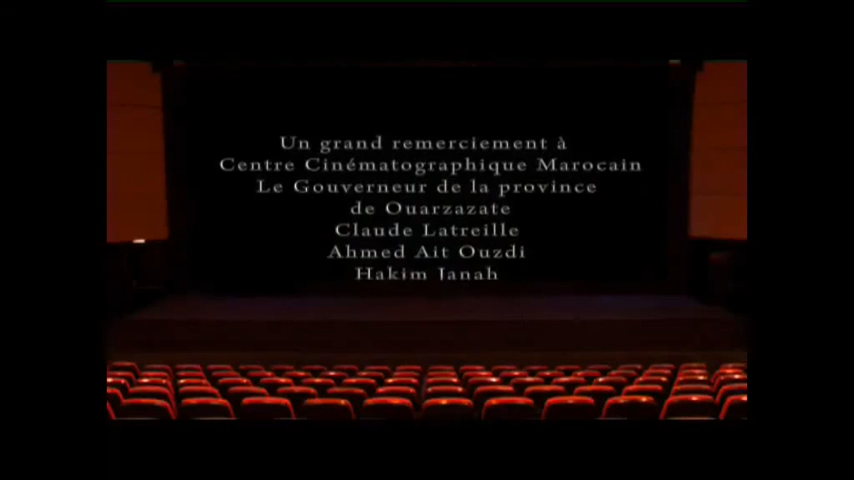 Un grand remerciement à
Centre Cinématographique Marocain
Le Gouverneur de la province
de Ouarzazate
Claude Latreille
Ahmed Ait Ouzdi
Hakim Janah